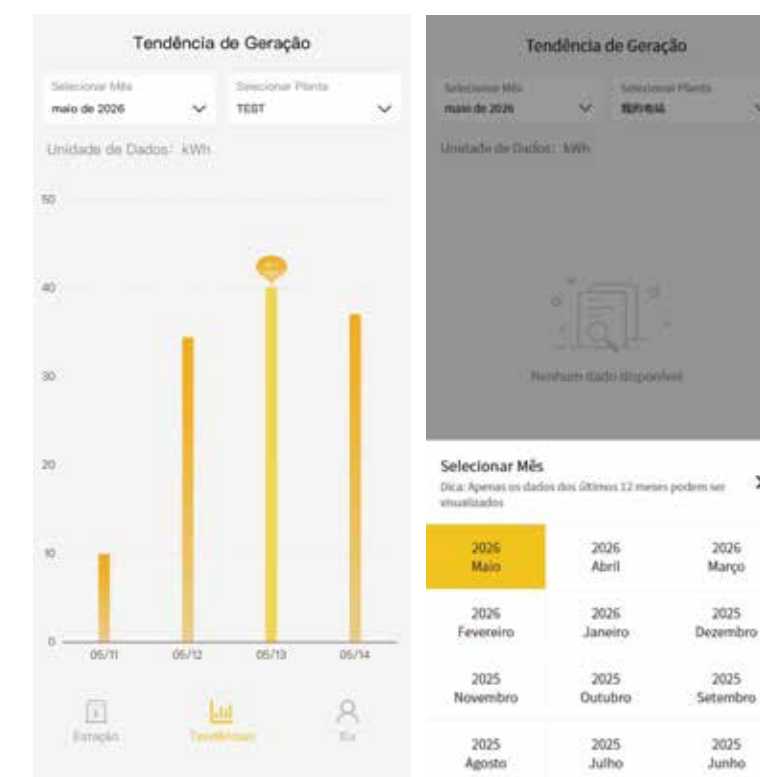 Tendência de Geração
Selecionar Mês
Selecionar Planta
maio de 2026
TEST
Unidade de Dados: kWh
50
40
30
20
10
0
05/11
05/12
05/13
05/14
Estação
Tendências
Eu
Tendência de Geração
Selecionar Mês
Selecionar Planta
maio de 2026
我的电站
Unidade de Dados: kWh
Nenhum dado disponível
Selecionar Mês
Dica: Apenas os dados dos últimos 12 meses podem ser
visualizados
2026
Maio
2026
Abril
2026
Março
2026
Fevereiro
2026
Janeiro
2025
Dezembro
2025
Novembro
2025
Outubro
2025
Setembro
2025
Agosto
2025
Julho
2025
Junho